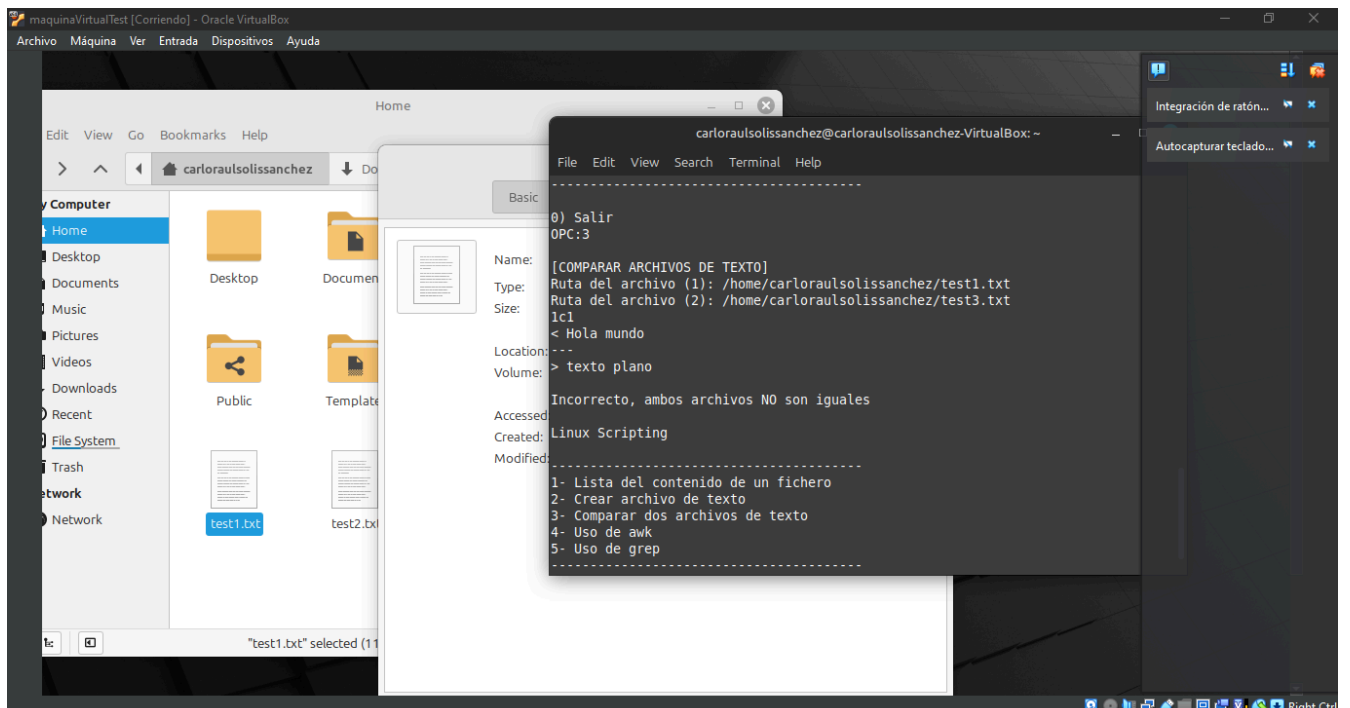 maquinaVirtualTest [Corriendo] - Oracle VirtualBox
Archivo Máquina Ver Entrada Dispositivos Ayuda
Home
Edit View Go Bookmarks Help
carloraulsolissanchez
Computer
Home
Desktop
Documents
Music
Pictures
Videos
Downloads
Recent
File System
Trash
Network
Desktop
Documen
Public
Template
test1.txt
test2.tx
"test1.txt" selected (11
Basic
Name:
Type:
Size:
Location:
Volume:
Accessed
Created:
Modified:
carloraulsolissanchez@carloraulsolissanchez-VirtualBox: ~
File Edit View Search Terminal Help
----------------------------------------
0) Salir
OPC:3
[COMPARAR ARCHIVOS DE TEXTO]
Ruta del archivo (1): /home/carloraulsolissanchez/test1.txt
Ruta del archivo (2): /home/carloraulsolissanchez/test3.txt
1c1
< Hola mundo
---
> texto plano
Incorrecto, ambos archivos NO son iguales
Linux Scripting
----------------------------------------
1- Lista del contenido de un fichero
2- Crear archivo de texto
3- Comparar dos archivos de texto
4- Uso de awk
5- Uso de grep
----------------------------------------
Integración de ratón...
Autocapturar teclado...
Right Ctrl